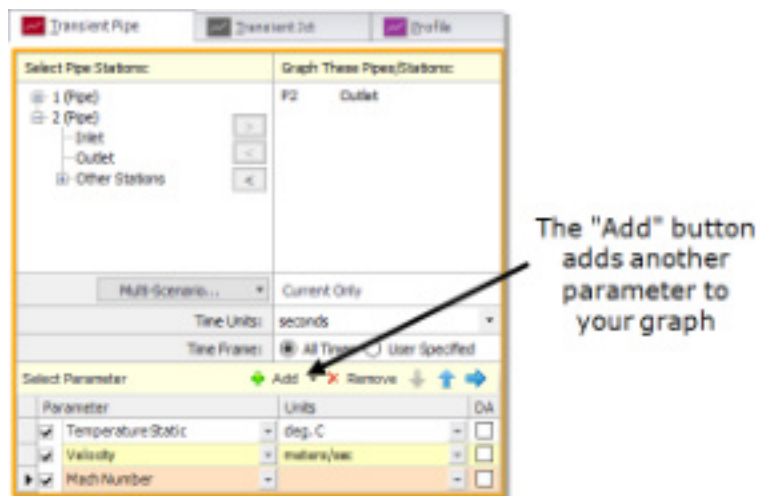 Transient Pipe
Transient Jct
Profile
Select Pipe Stations:
Graph These Pipes/Stations:
1 (Pipe)
2 (Pipe)
Inlet
Outlet
Other Stations
>
<
P2 Outlet
Multi-Scenario...
Current Only
Time Units:
seconds
Time Frame:
All Times
User Specified
Select Parameter
Add
Remove
Parameter
Units
DA
Temperature Static
deg. C
Velocity
meters/sec
Mach Number
The "Add" button
adds another
parameter to
your graph